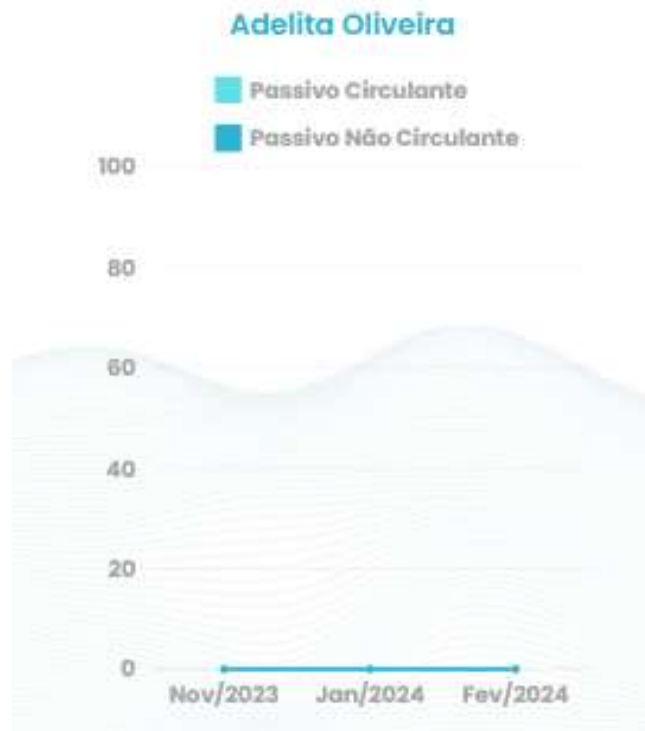 Adelita Oliveira
Passivo Circulante
Passivo Não Circulante
100
80
60
40
20
0
Nov/2023 Jan/2024 Fev/2024